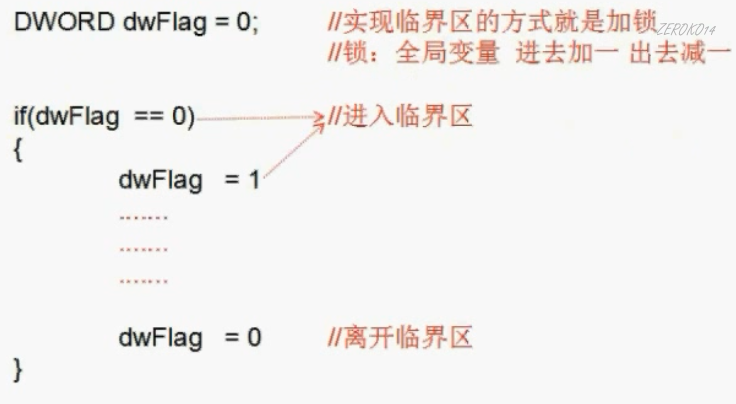 DWORD dwFlag = 0; //实现临界区的方式就是加锁
ZEROK014
//锁：全局变量 进去加一 出去减一
if(dwFlag == 0) //进入临界区
{
dwFlag = 1
.......
.......
.......
dwFlag = 0 //离开临界区
}